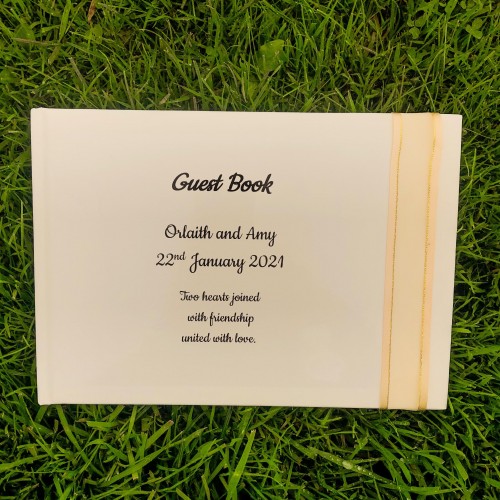 Guest Book
Orlaith and Amy
22nd January 2021
Two hearts joined
with friendship
united with love.